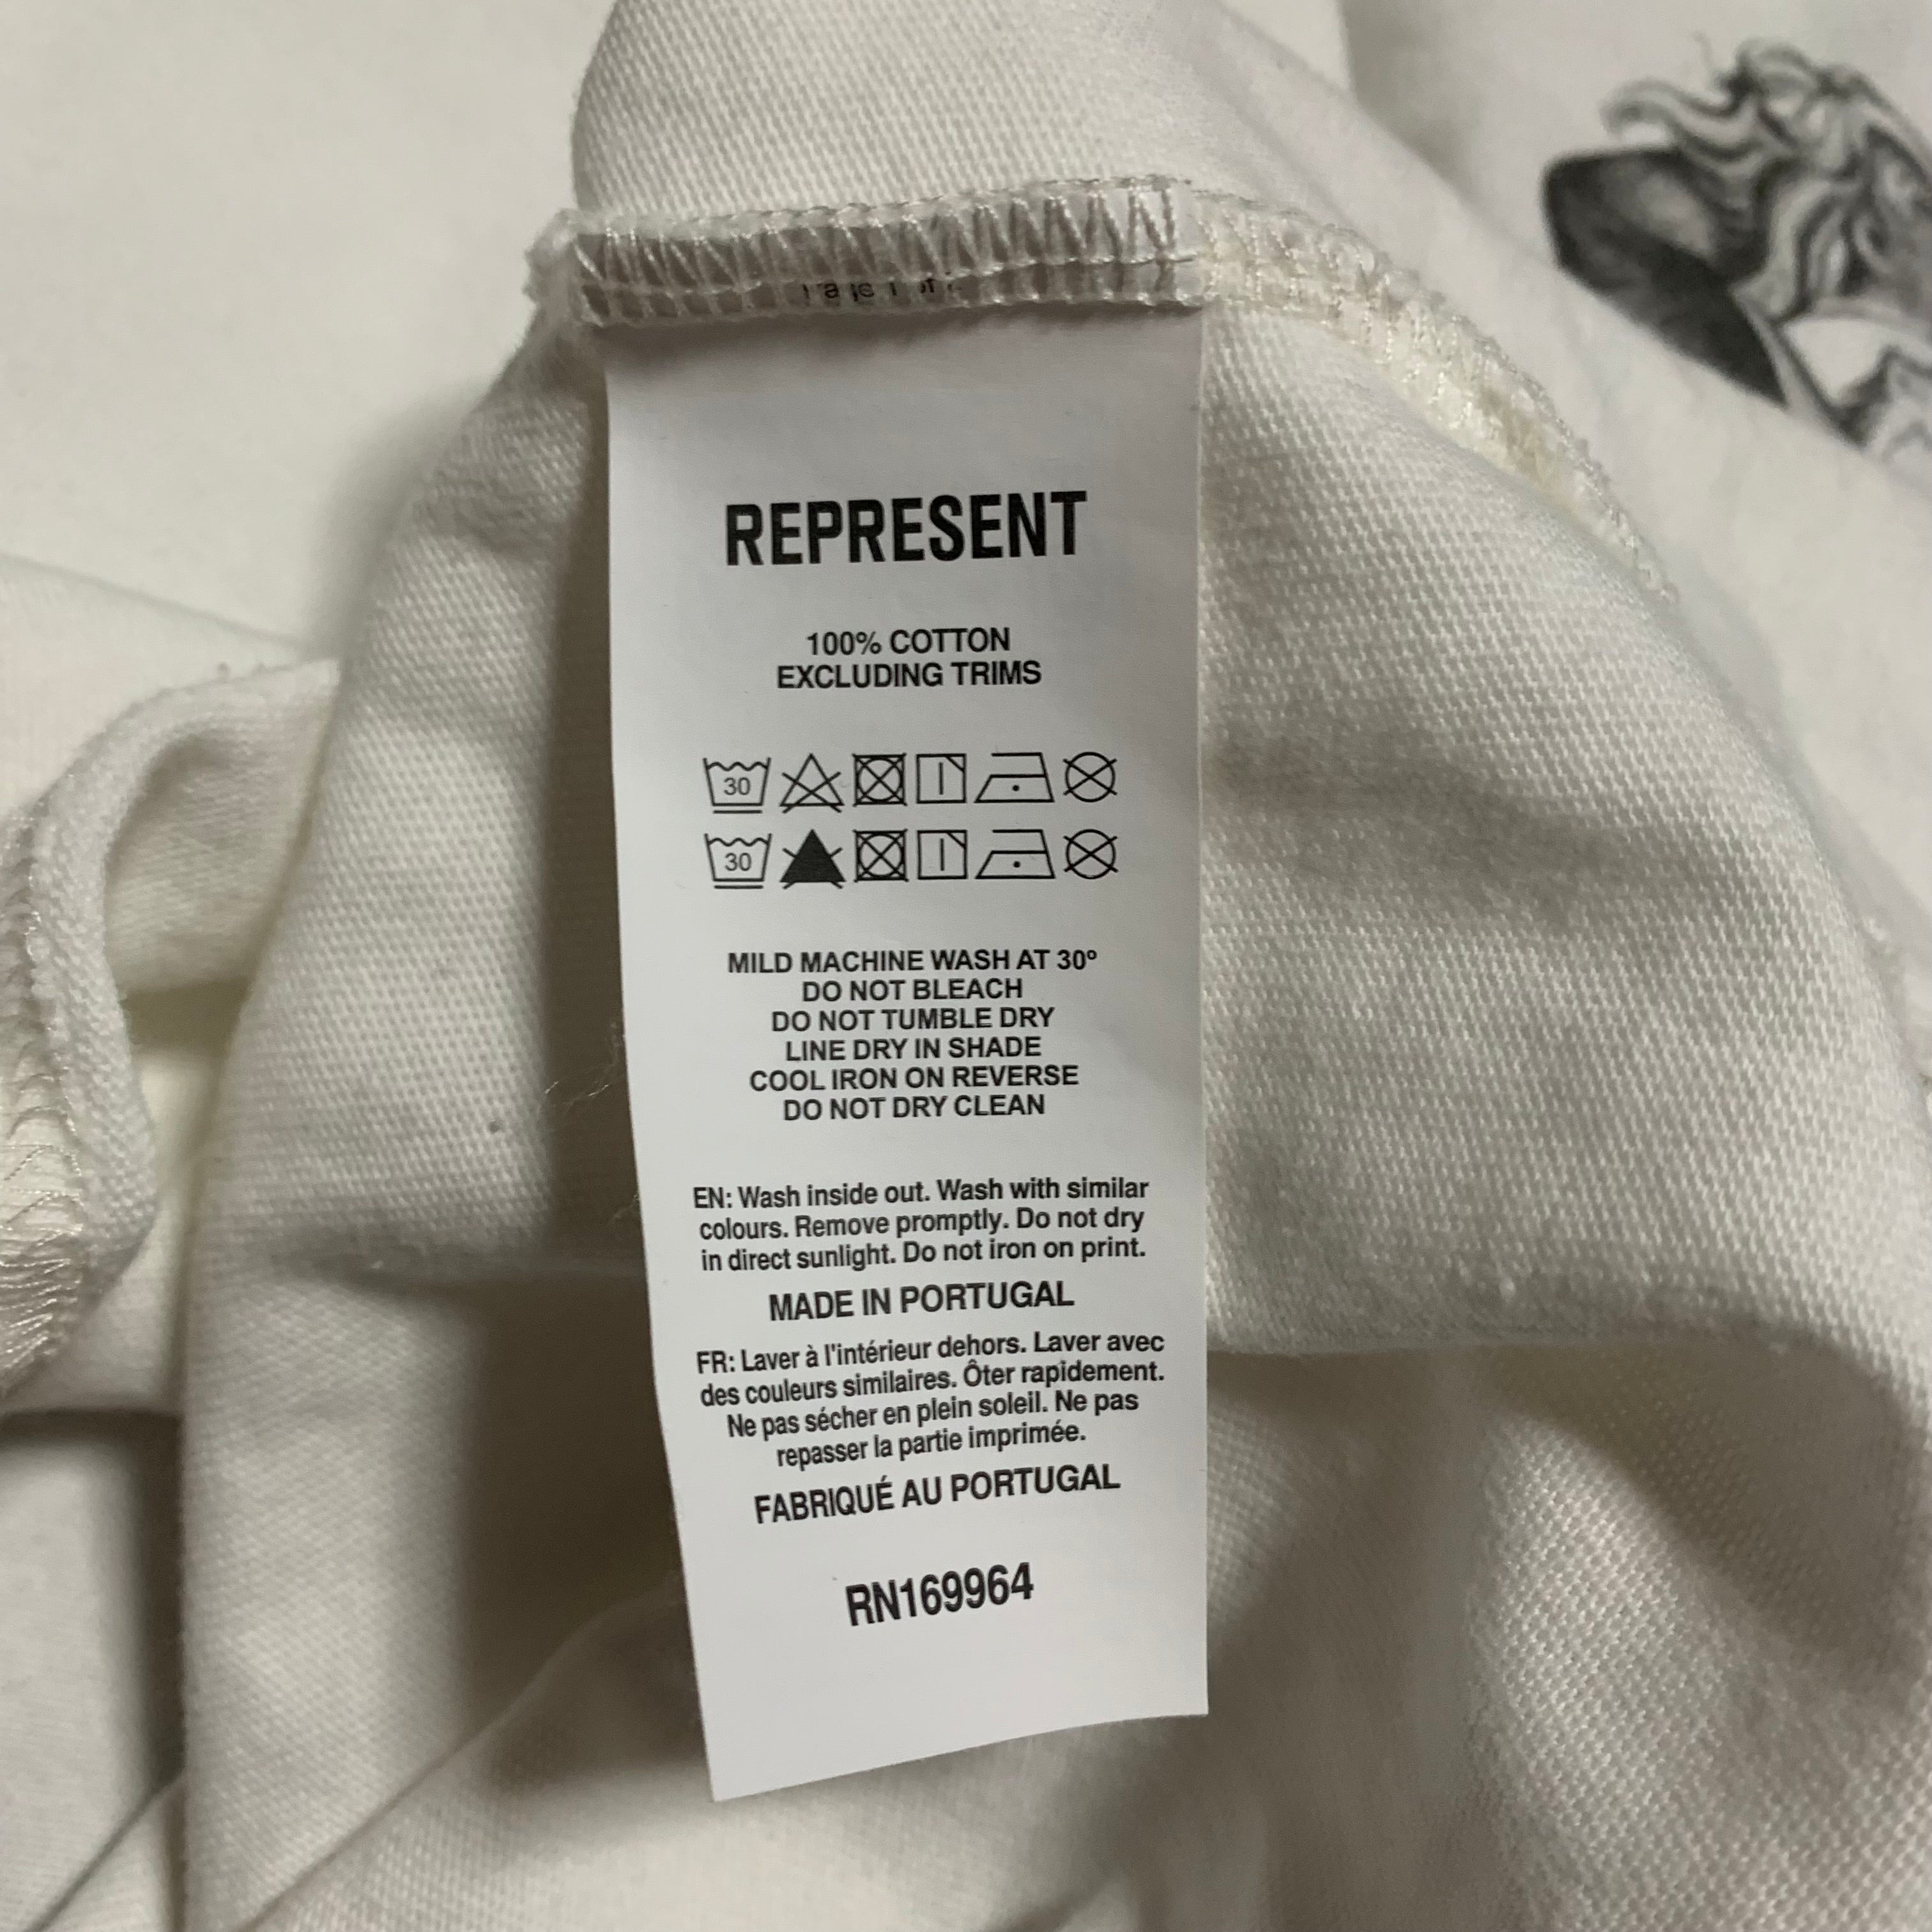 REPRESENT
100% COTTON
EXCLUDING TRIMS
30
30
MILD MACHINE WASH AT 30º
DO NOT BLEACH
DO NOT TUMBLE DRY
LINE DRY IN SHADE
COOL IRON ON REVERSE
DO NOT DRY CLEAN
EN: Wash inside out. Wash with similar
colours. Remove promptly. Do not dry
in direct sunlight. Do not iron on print.
MADE IN PORTUGAL
FR: Laver à l'intérieur dehors. Laver avec
des couleurs similaires. Ôter rapidement.
Ne pas sécher en plein soleil. Ne pas
repasser la partie imprimée.
FABRIQUÉ AU PORTUGAL
RN169964